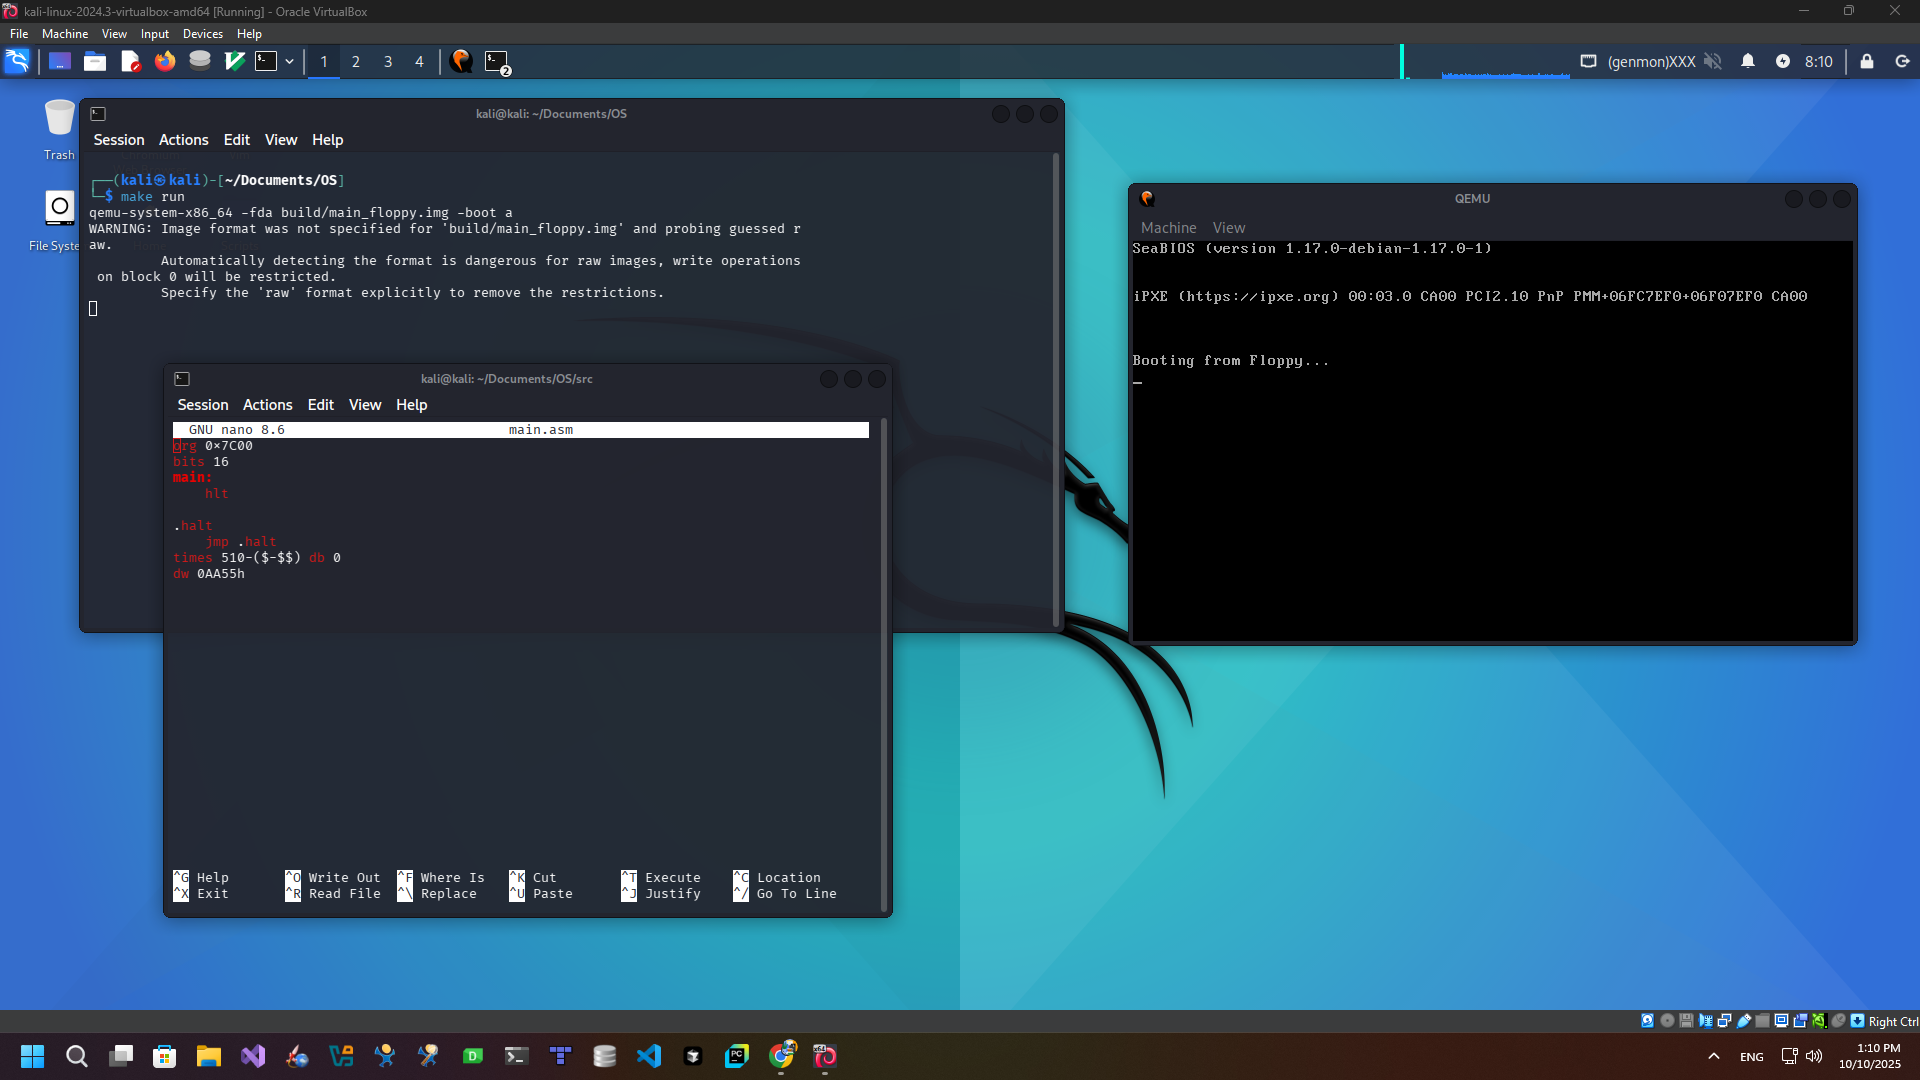 kali-linux-2024.3-virtualbox-amd64 [Running] - Oracle VirtualBox
File Machine View Input Devices Help
1 2 3 4 2 (genmon)XXX 8:10
Trash
File Syste
kali@kali: ~/Documents/OS
Session Actions Edit View Help
┌──(kali㉿kali)-[~/Documents/OS]
└─$ make run
qemu-system-x86_64 -fda build/main_floppy.img -boot a
WARNING: Image format was not specified for 'build/main_floppy.img' and probing guessed r
aw.
         Automatically detecting the format is dangerous for raw images, write operations
 on block 0 will be restricted.
         Specify the 'raw' format explicitly to remove the restrictions.
kali@kali: ~/Documents/OS/src
Session Actions Edit View Help
GNU nano 8.6 main.asm
org 0×7C00
bits 16
main:
    hlt
.halt
    jmp .halt
times 510-($-$$) db 0
dw 0AA55h
^G Help ^O Write Out ^F Where Is ^K Cut ^T Execute ^C Location
^X Exit ^R Read File ^\ Replace ^U Paste ^J Justify ^/ Go To Line
QEMU
Machine View
SeaBIOS (version 1.17.0-debian-1.17.0-1)
iPXE (https://ipxe.org) 00:03.0 CA00 PCI2.10 PnP PMM+06FC7EF0+06F07EF0 CA00
Booting from Floppy...
Right Ctrl
ENG
1:10 PM
10/10/2025